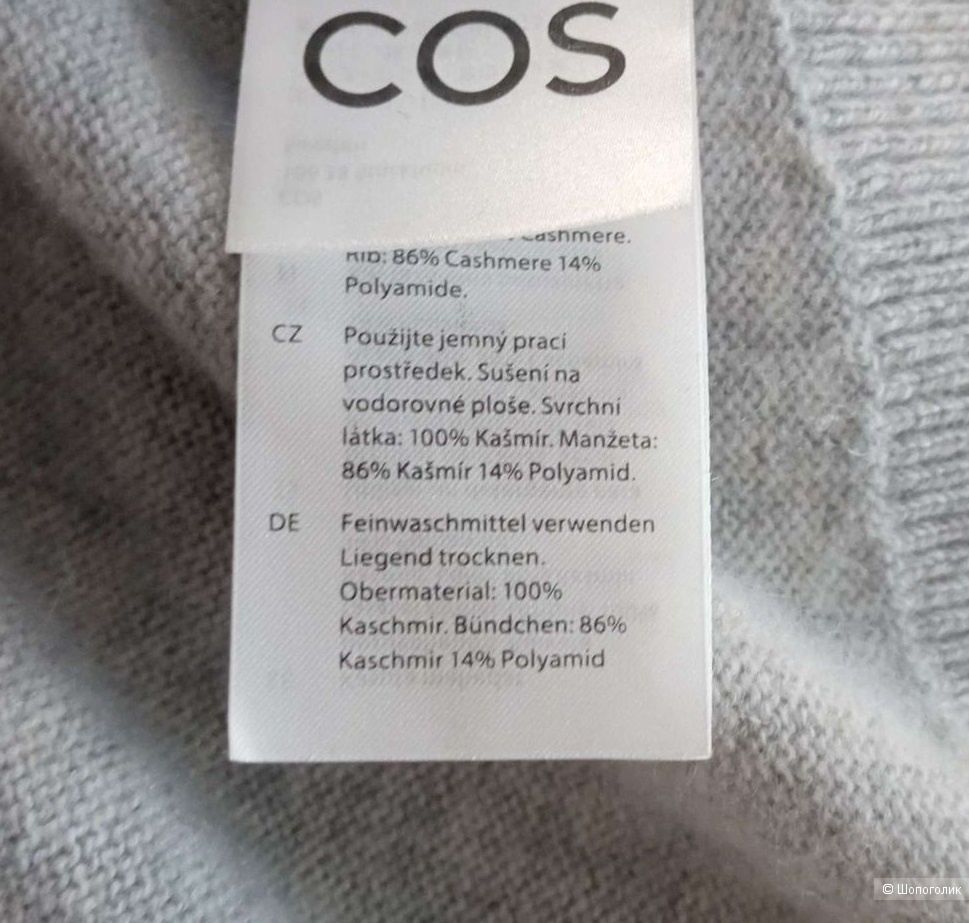 COS
Cashmere.
Rib: 86% Cashmere 14%
Polyamide.
CZ Použijte jemný prací
prostředek. Sušení na
vodorovné ploše. Svrchní
látka: 100% Kašmír. Manžeta:
86% Kašmír 14% Polyamid.
DE Feinwaschmittel verwenden
Liegend trocknen.
Obermaterial: 100%
Kaschmir. Bündchen: 86%
Kaschmir 14% Polyamid
© Шопоголик